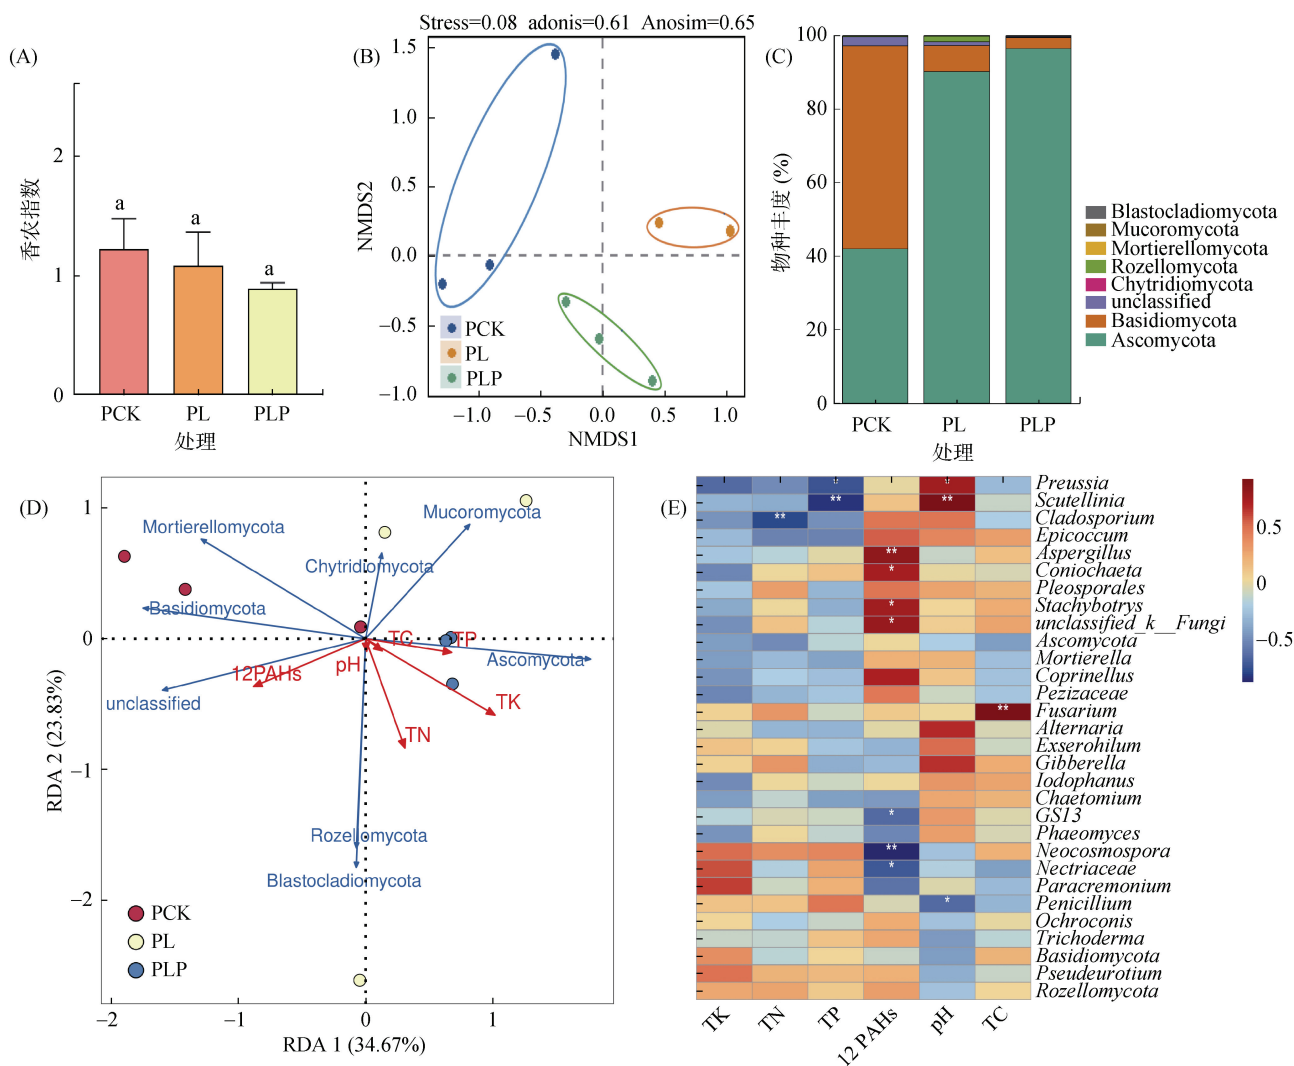 (A)
香农指数
2
1
0
a
a
a
PCK
PL
PLP
处理
(B)
Stress=0.08 adonis=0.61 Anosim=0.65
NMDS2
1.5
1.0
0.5
0.0
−0.5
−1.0
PCK
PL
PLP
−1.0
−0.5
0.0
0.5
1.0
NMDS1
(C)
物种丰度 (%)
100
80
60
40
20
0
PCK
PL
PLP
处理
Blastocladiomycota
Mucoromycota
Mortierellomycota
Rozellomycota
Chytridiomycota
unclassified
Basidiomycota
Ascomycota
(D)
RDA 2 (23.83%)
1
0
−1
−2
Mortierellomycota
Mucoromycota
Chytridiomycota
Basidiomycota
TC
TP
pH
Ascomycota
12PAHs
unclassified
TK
TN
Rozellomycota
Blastocladiomycota
PCK
PL
PLP
−2
−1
0
1
RDA 1 (34.67%)
(E)
* *
Preussia
** **
Scutellinia
**
Cladosporium
Epicoccum
**
Aspergillus
*
Coniochaeta
Pleosporales
*
Stachybotrys
*
unclassified_k__Fungi
Ascomycota
Mortierella
Coprinellus
Pezizaceae
**
Fusarium
Alternaria
Exserohilum
Gibberella
Iodophanus
Chaetomium
*
GS13
Phaeomyces
**
Neocosmospora
*
Nectriaceae
Paracremonium
*
Penicillium
Ochroconis
Trichoderma
Basidiomycota
Pseudeurotium
Rozellomycota
TK
TN
TP
12 PAHs
pH
TC
0.5
0
−0.5